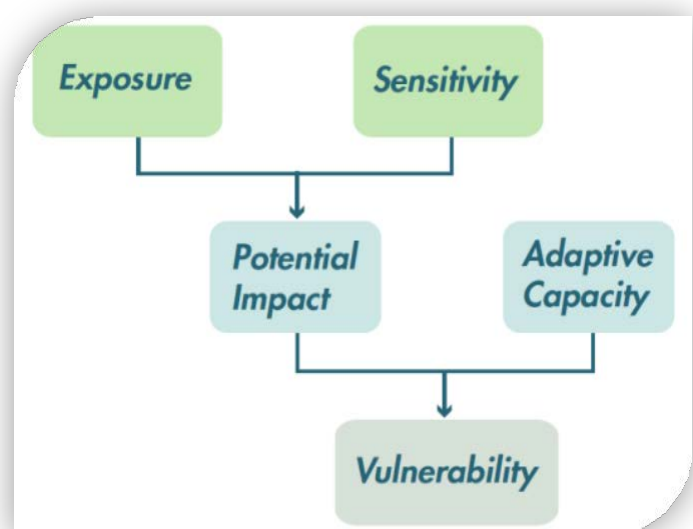 Exposure
Sensitivity
Potential
Impact
Adaptive
Capacity
Vulnerability